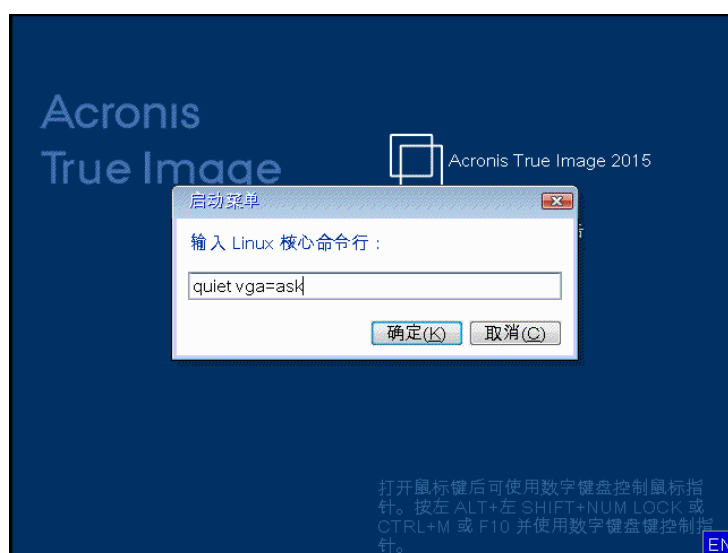 Acronis
True Image
Acronis True Image 2015
启动菜单
输入 Linux 核心命令行：
quiet vga=ask
确定(K)
取消(C)
打开鼠标键后可使用数字键盘控制鼠标指
针。按左 ALT+左 SHIFT+NUM LOCK 或
CTRL+M 或 F10 并使用数字键盘键控制指
针。
EN